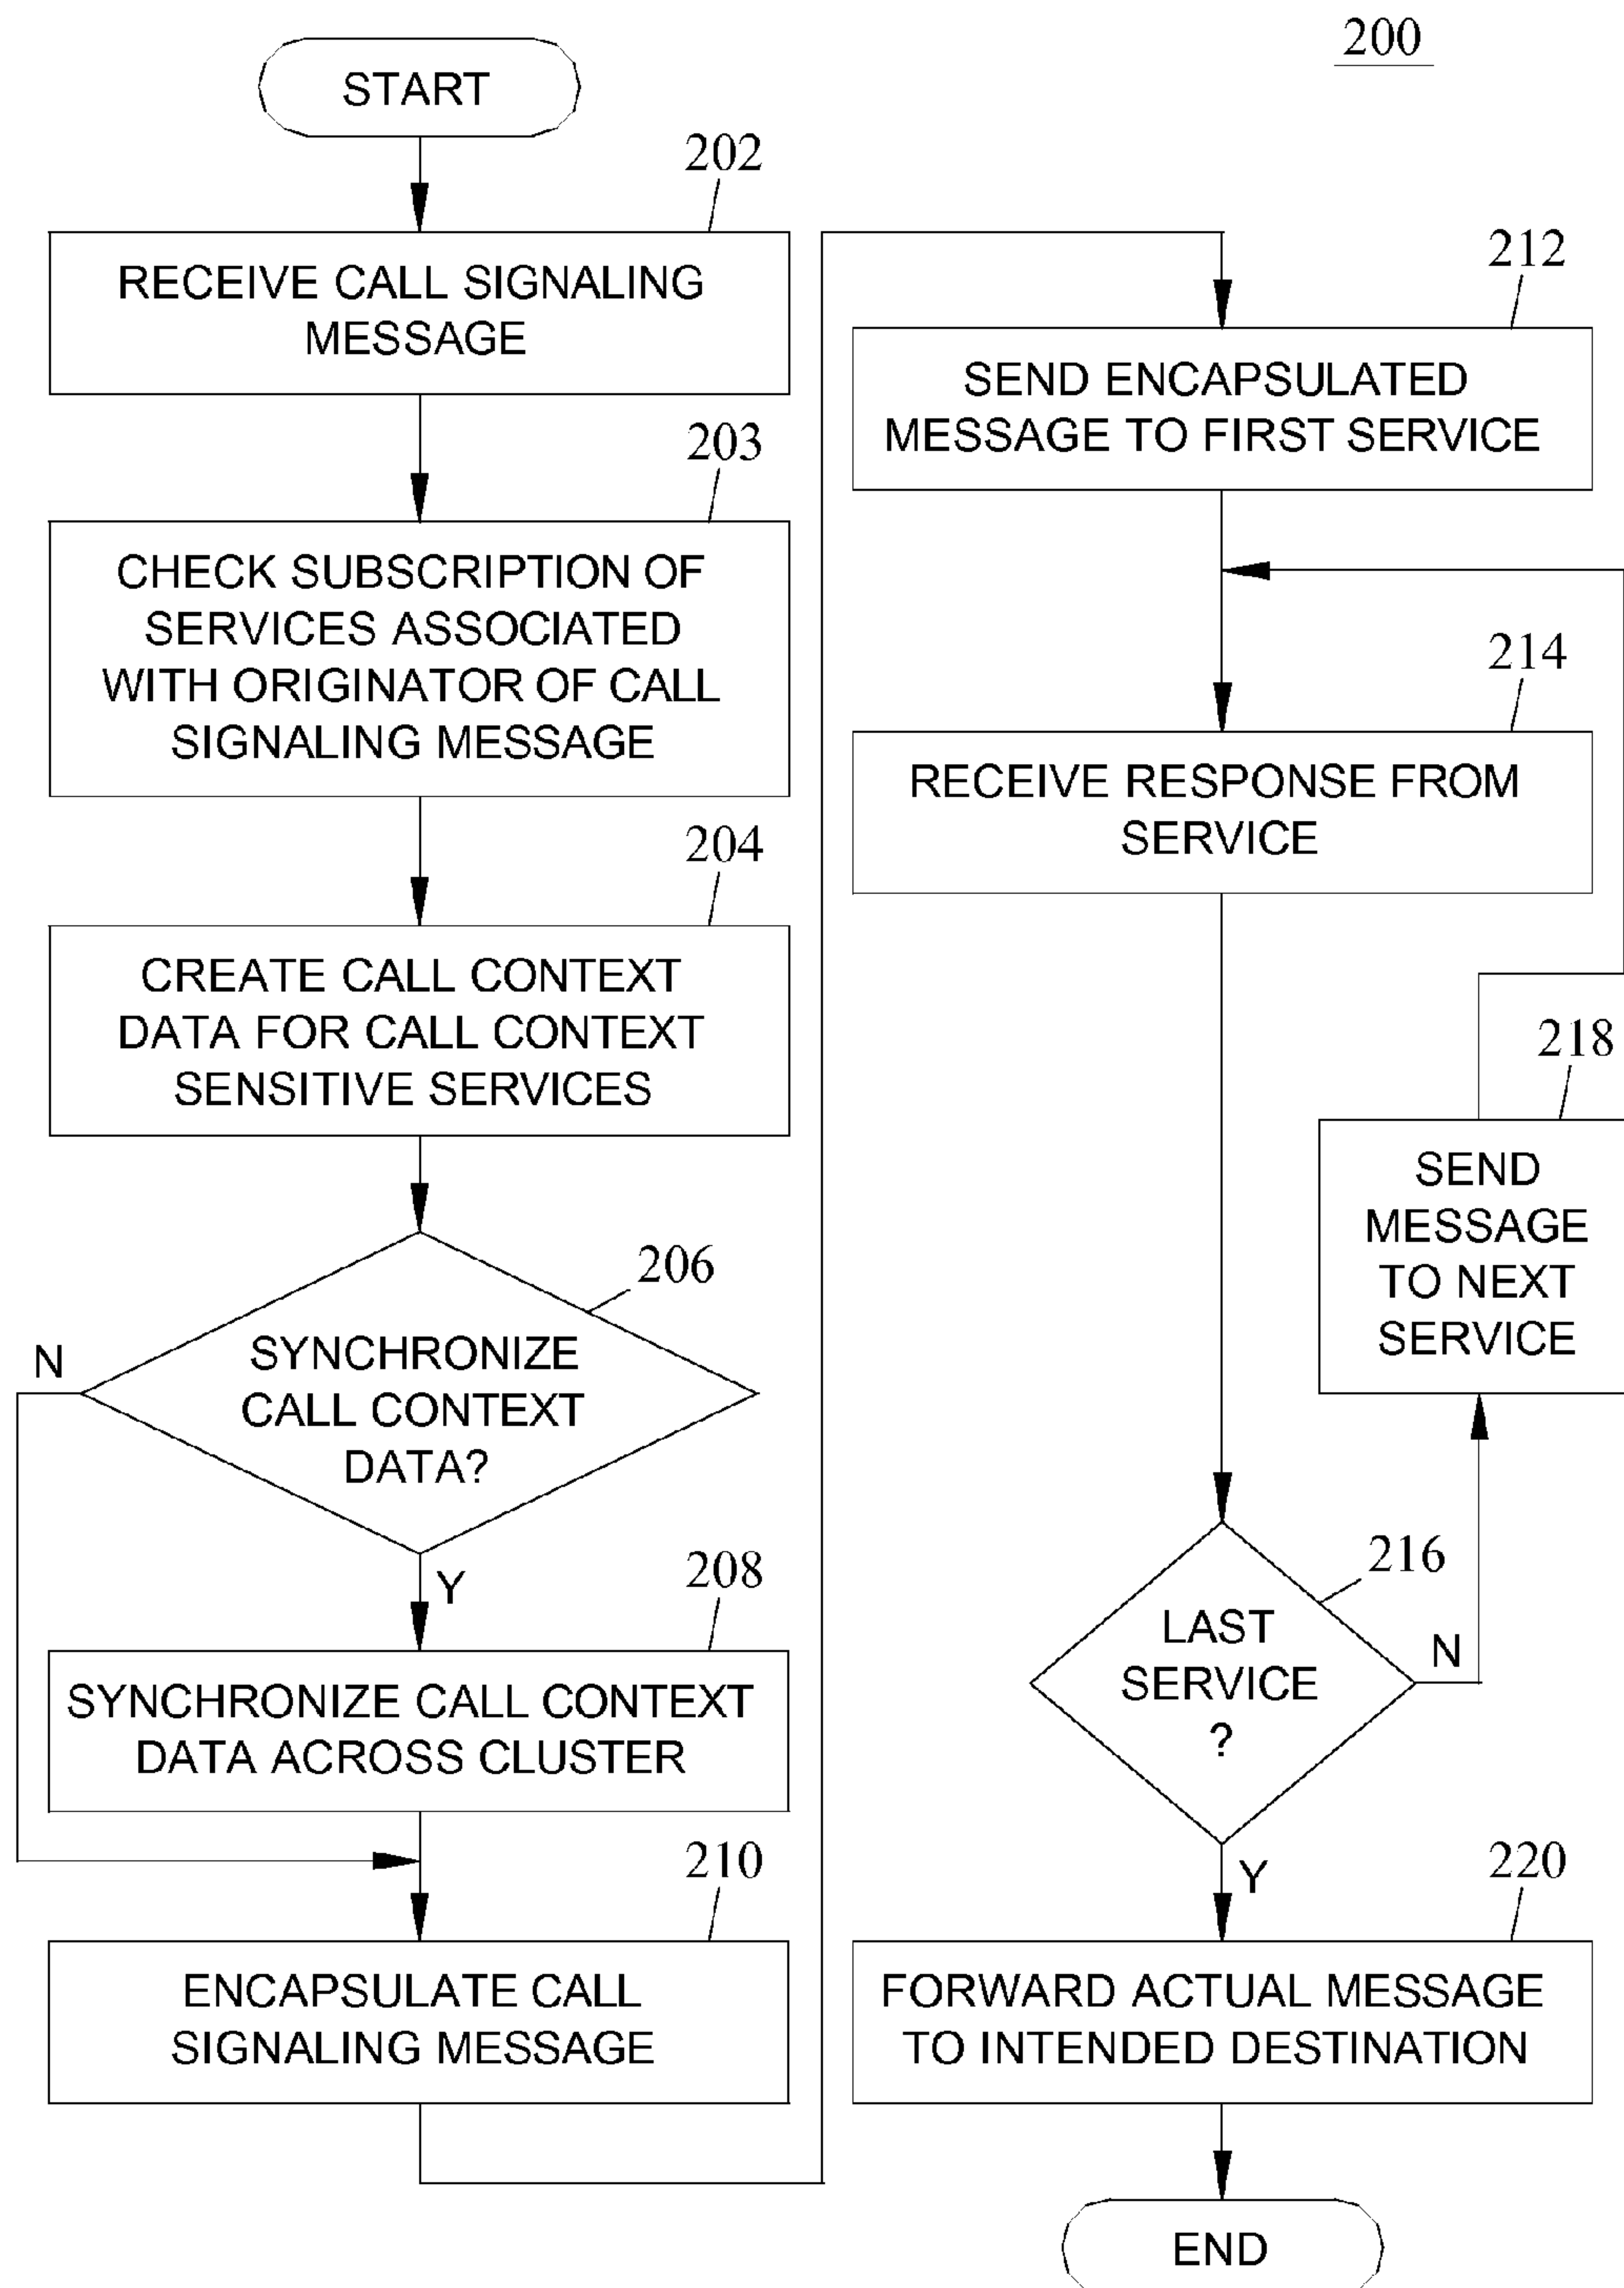 200
START
202
RECEIVE CALL SIGNALING
MESSAGE
203
CHECK SUBSCRIPTION OF
SERVICES ASSOCIATED
WITH ORIGINATOR OF CALL
SIGNALING MESSAGE
204
CREATE CALL CONTEXT
DATA FOR CALL CONTEXT
SENSITIVE SERVICES
206
SYNCHRONIZE
CALL CONTEXT
DATA?
N
Y
208
SYNCHRONIZE CALL CONTEXT
DATA ACROSS CLUSTER
210
ENCAPSULATE CALL
SIGNALING MESSAGE
212
SEND ENCAPSULATED
MESSAGE TO FIRST SERVICE
214
RECEIVE RESPONSE FROM
SERVICE
218
SEND
MESSAGE
TO NEXT
SERVICE
216
LAST
SERVICE
?
N
Y
220
FORWARD ACTUAL MESSAGE
TO INTENDED DESTINATION
END